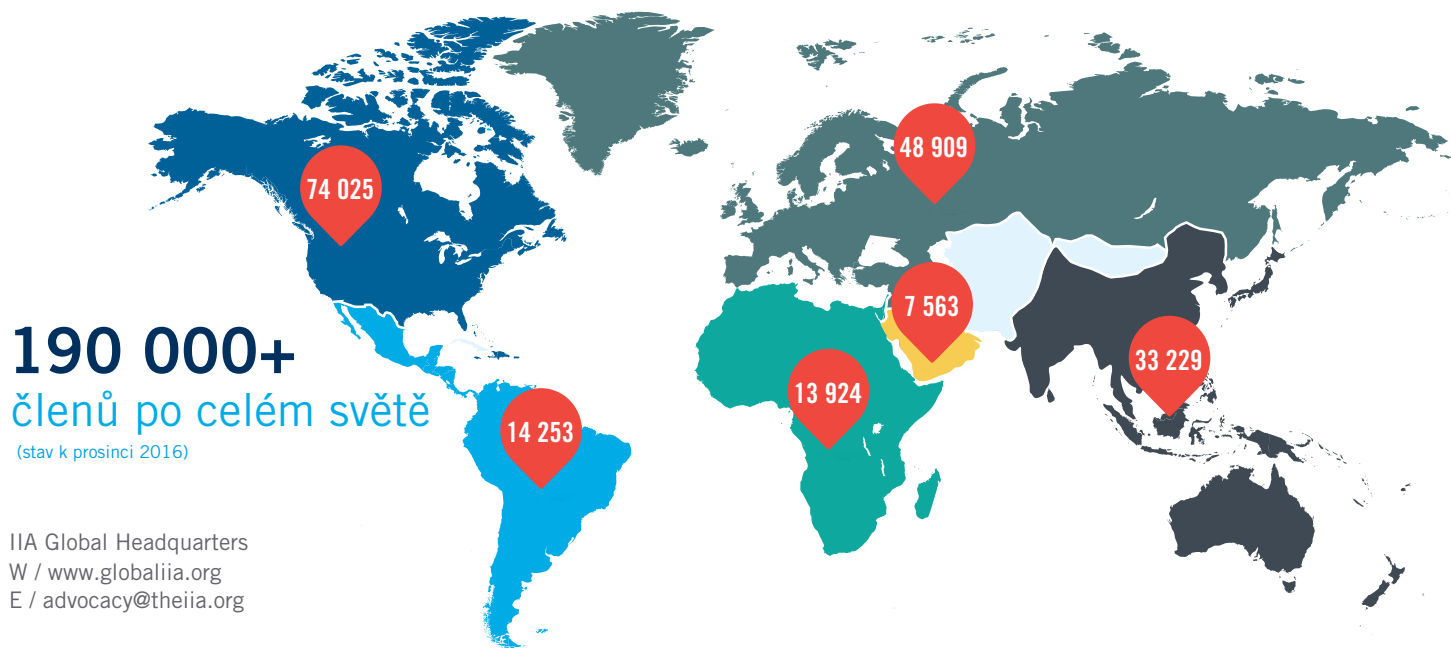 48 909
74 025
7 563
190 000+
33 229
členů po celém světě
13 924
14 253
(stav k prosinci 2016)
IIA Global Headquarters
W / www.globaliia.org
E / advocacy@theiia.org